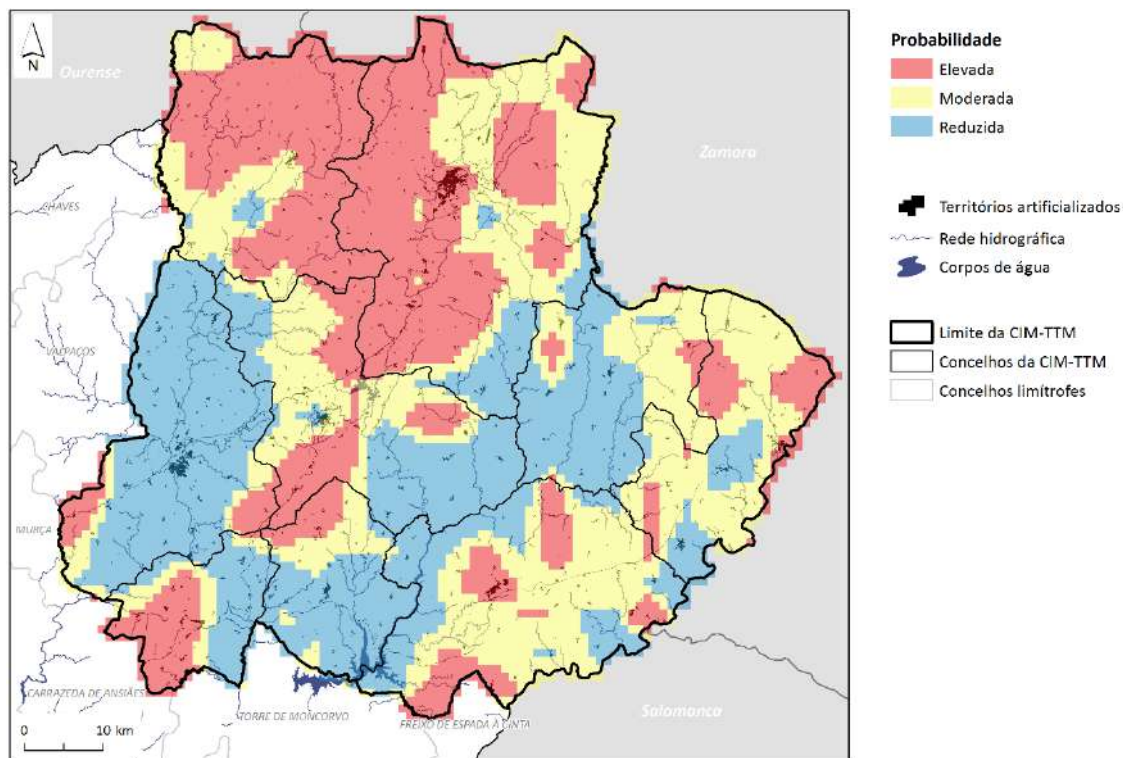 N
Ourense
Zamora
CHAVES
VALPAÇOS
MURÇA
CARRAZEDA DE ANSIÃES
TORRE DE MONCORVO
FREIXO DE ESPADA À CINTA
Salamanca
0 10 km
Probabilidade
Elevada
Moderada
Reduzida
Territórios artificializados
Rede hidrográfica
Corpos de água
Limite da CIM-TTM
Concelhos da CIM-TTM
Concelhos limítrofes